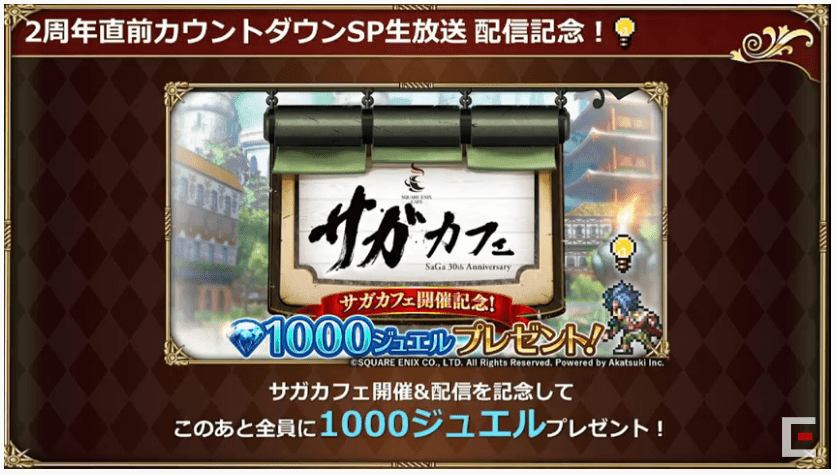 2周年直前カウントダウンSP生放送 配信記念！
SQUARE ENIX
CAFE
サガカフェ
SaGa 30th Anniversary
サガカフェ開催記念!
1000ジュエルプレゼント!
©SQUARE ENIX CO., LTD. All Rights Reserved. Powered by Akatsuki Inc.
サガカフェ開催&配信を記念して
このあと全員に1000ジュエルプレゼント！